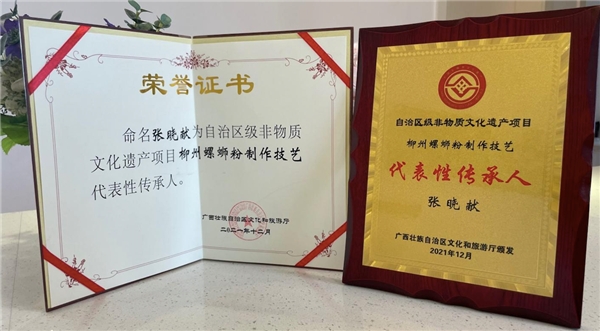 荣誉证书
命名张晓献为自治区级非物质
文化遗产项目柳州螺蛳粉制作技艺
代表性传承人。
广西壮族自治区文化和旅游厅
二〇二一年十二月
自治区级非物质文化遗产项目
柳州螺蛳粉制作技艺
代表性传承人
张晓献
广西壮族自治区文化和旅游厅颁发
2021年12月